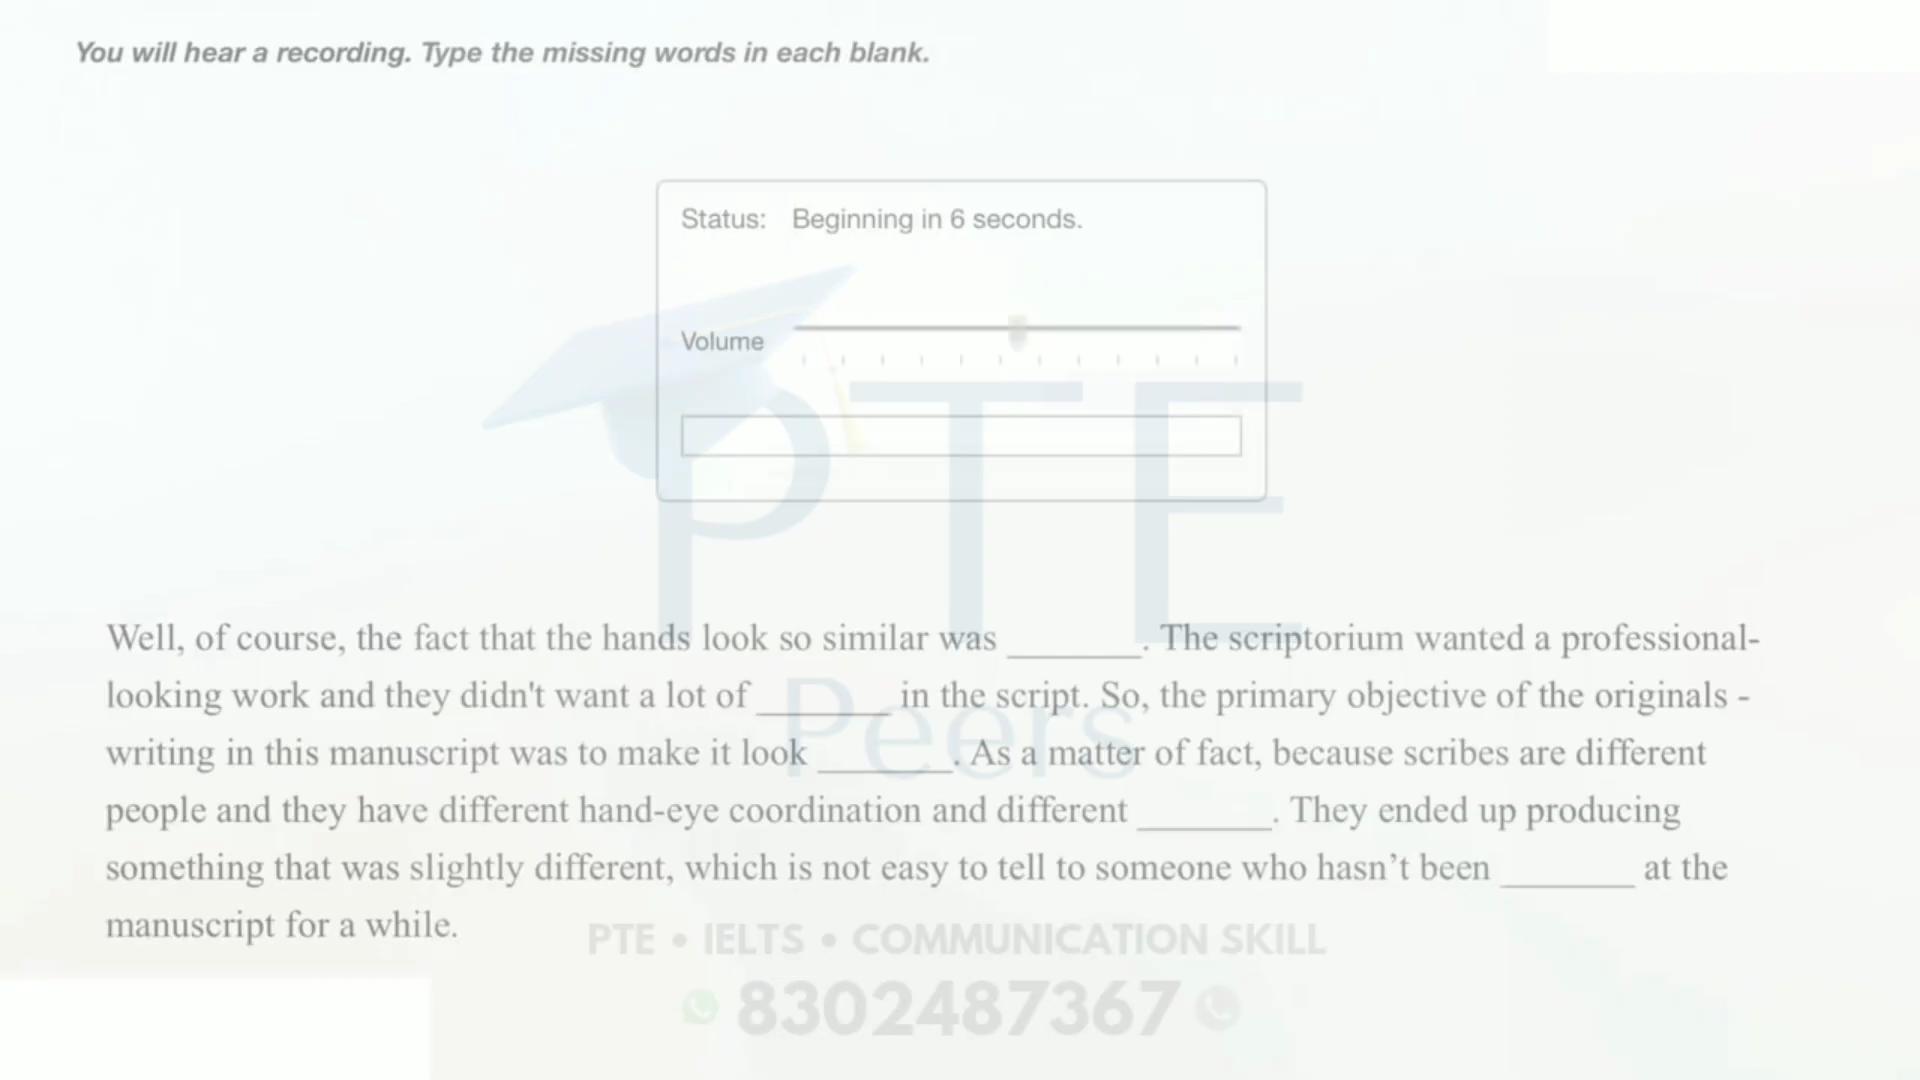 You will hear a recording. Type the missing words in each blank.
Status: Beginning in 6 seconds.
Volume
PTE
Peers
Well, of course, the fact that the hands look so similar was _______. The scriptorium wanted a professional-
looking work and they didn't want a lot of _______ in the script. So, the primary objective of the originals -
writing in this manuscript was to make it look _______. As a matter of fact, because scribes are different
people and they have different hand-eye coordination and different _______. They ended up producing
something that was slightly different, which is not easy to tell to someone who hasn’t been _______ at the
manuscript for a while.
PTE • IELTS • COMMUNICATION SKILL
8302487367